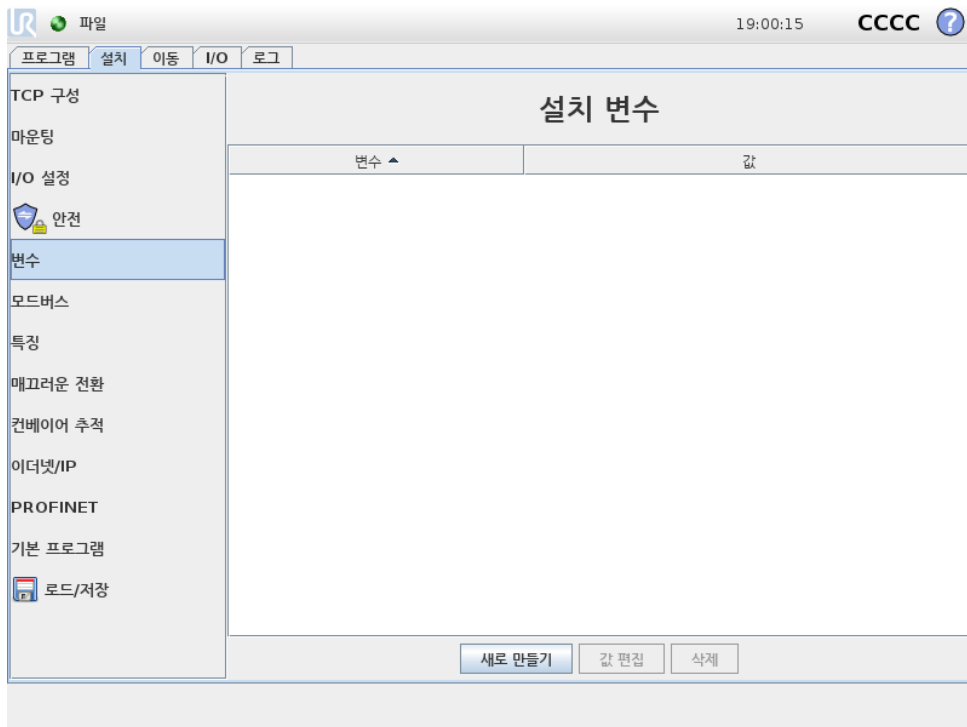 UR 파일 19:00:15 CCCC ?
프로그램 설치 이동 I/O 로그
TCP 구성
마운팅
I/O 설정
안전
변수
모드버스
특징
매끄러운 전환
컨베이어 추적
이더넷/IP
PROFINET
기본 프로그램
로드/저장
설치 변수
변수 값
새로 만들기 값 편집 삭제